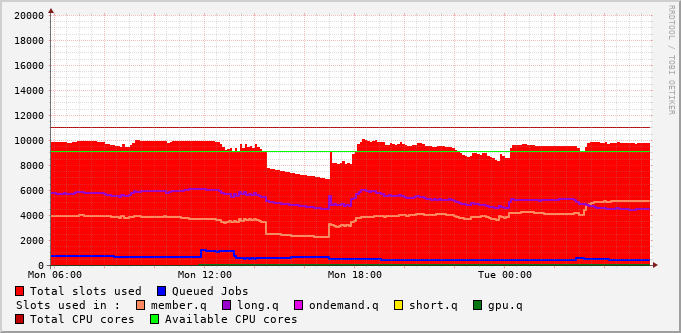 RRDTOOL / TOBI OETIKER
20000
18000
16000
14000
12000
10000
8000
6000
4000
2000
0
Mon 06:00 Mon 12:00 Mon 18:00 Tue 00:00
Total slots used Queued Jobs
Slots used in : member.q long.q ondemand.q short.q gpu.q
Total CPU cores Available CPU cores